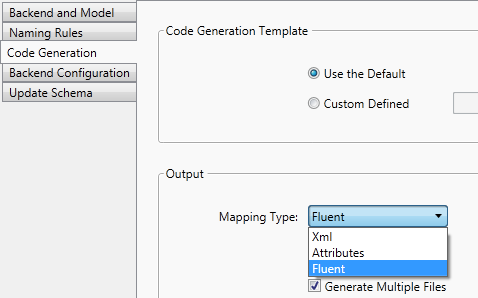 Backend and Model
Naming Rules
Code Generation
Backend Configuration
Update Schema
Code Generation Template
Use the Default
Custom Defined
Output
Mapping Type: Fluent
Xml
Attributes
Fluent
Generate Multiple Files